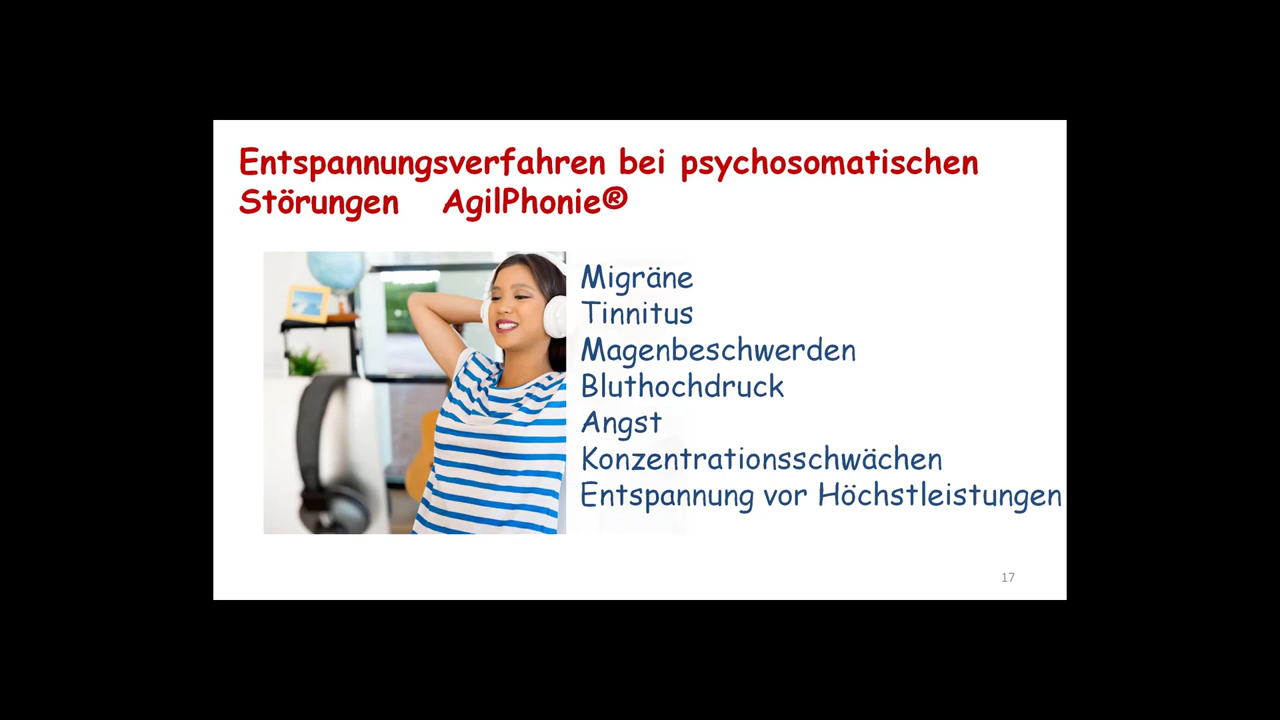 Entspannungsverfahren bei psychosomatischen
Störungen AgilPhonie®
Migräne
Tinnitus
Magenbeschwerden
Bluthochdruck
Angst
Konzentrationsschwächen
Entspannung vor Höchstleistungen
17